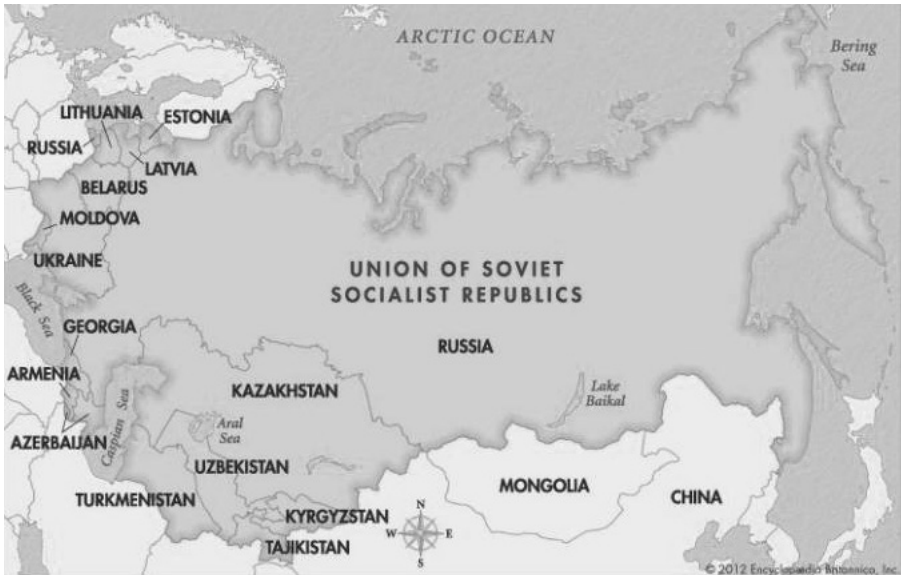 ARCTIC OCEAN
Bering
Sea
LITHUANIA
ESTONIA
RUSSIA
LATVIA
BELARUS
MOLDOVA
UKRAINE
UNION OF SOVIET
SOCIALIST REPUBLICS
Black Sea
GEORGIA
RUSSIA
ARMENIA
KAZAKHSTAN
Lake
Baikal
Caspian Sea
Aral
Sea
AZERBAIJAN
UZBEKISTAN
TURKMENISTAN
MONGOLIA
CHINA
KYRGYZSTAN
TAJIKISTAN
N
W
E
S
© 2012 Encyclopædia Britannica, Inc.